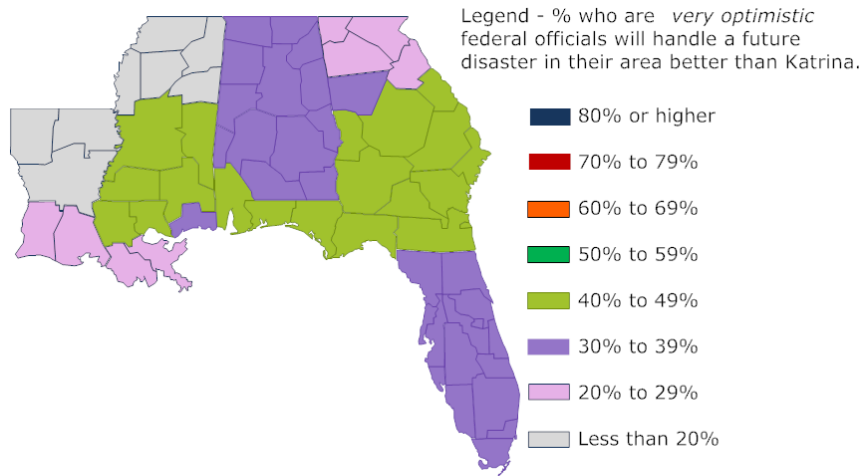 Legend - % who are very optimistic
federal officials will handle a future
disaster in their area better than Katrina.
80% or higher
70% to 79%
60% to 69%
50% to 59%
40% to 49%
30% to 39%
20% to 29%
Less than 20%